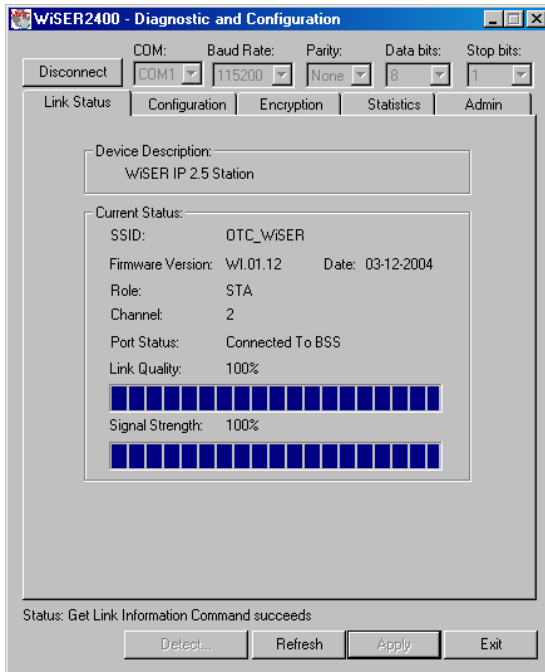 WiSER2400 - Diagnostic and Configuration
COM: Baud Rate: Parity: Data bits: Stop bits:
Disconnect COM1 115200 None 8 1
Link Status Configuration Encryption Statistics Admin
Device Description:
WiSER IP 2.5 Station
Current Status:
SSID: OTC_WiSER
Firmware Version: WI.01.12 Date: 03-12-2004
Role: STA
Channel: 2
Port Status: Connected To BSS
Link Quality: 100%
Signal Strength: 100%
Status: Get Link Information Command succeeds
Detect... Refresh Apply Exit